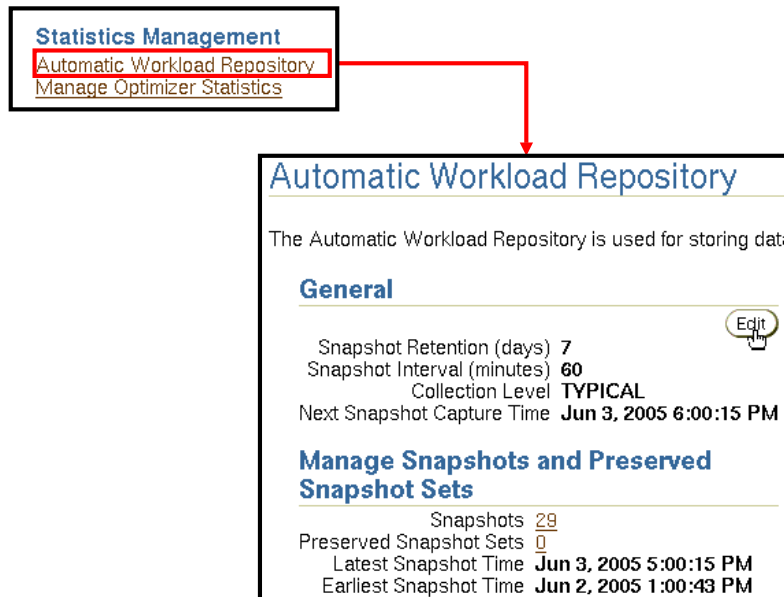 Statistics Management
Automatic Workload Repository
Manage Optimizer Statistics
Automatic Workload Repository
The Automatic Workload Repository is used for storing data
General
Edit
Snapshot Retention (days) 7
Snapshot Interval (minutes) 60
Collection Level TYPICAL
Next Snapshot Capture Time Jun 3, 2005 6:00:15 PM
Manage Snapshots and Preserved
Snapshot Sets
Snapshots 29
Preserved Snapshot Sets 0
Latest Snapshot Time Jun 3, 2005 5:00:15 PM
Earliest Snapshot Time Jun 2, 2005 1:00:43 PM